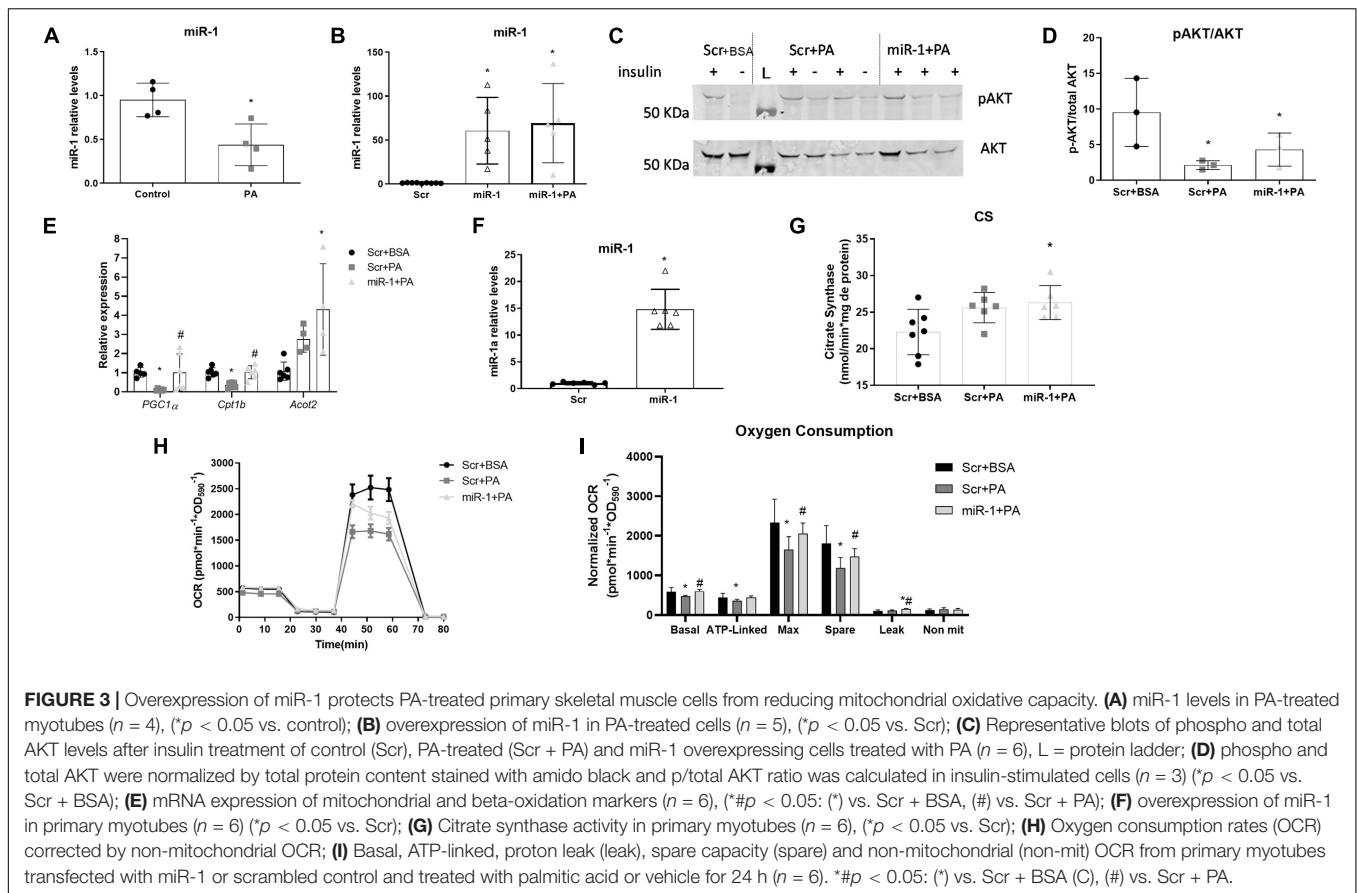 A
miR-1
miR-1 relative levels
1.5
1.0
0.5
0.0
*
Control
PA
B
miR-1
miR-1 relative levels
150
100
75
50
25
0
*
*
Scr
miR-1
miR-1+PA
C
Scr+BSA
Scr+PA
miR-1+PA
insulin
+ - L + - + - + + +
50 KDa
pAKT
50 KDa
AKT
D
pAKT/AKT
p-AKT/total AKT
20
15
10
5
0
*
*
Scr+BSA
Scr+PA
miR-1+PA
E
Relative expression
8
6
4
2
1
0
* # * # *
Scr+BSA
Scr+PA
miR-1+PA
PGC1α
Cpt1b
Acot2
F
miR-1
miR-1a relative levels
25
20
15
10
5
0
*
Scr
miR-1
G
CS
Citrate Synthase
(nmol/min*mg de protein)
30
25
20
15
*
Scr+BSA
Scr+PA
miR-1+PA
H
OCR (pmol*min-1*OD590-1)
3000
2500
2000
1500
1000
500
0
0 10 20 30 40 50 60 70 80
Time(min)
Scr+BSA
Scr+PA
miR-1+PA
I
Oxygen Consumption
Normalized OCR
(pmol*min-1*OD590-1)
4000
3000
2000
1000
0
* # * * # * # *#
Basal ATP-Linked Max Spare Leak Non mit
Scr+BSA
Scr+PA
miR-1+PA
FIGURE 3 | Overexpression of miR-1 protects PA-treated primary skeletal muscle cells from reducing mitochondrial oxidative capacity. (A) miR-1 levels in PA-treated
myotubes (n = 4), (*p < 0.05 vs. control); (B) overexpression of miR-1 in PA-treated cells (n = 5), (*p < 0.05 vs. Scr); (C) Representative blots of phospho and total
AKT levels after insulin treatment of control (Scr), PA-treated (Scr + PA) and miR-1 overexpressing cells treated with PA (n = 6), L = protein ladder; (D) phospho and
total AKT were normalized by total protein content stained with amido black and p/total AKT ratio was calculated in insulin-stimulated cells (n = 3) (*p < 0.05 vs.
Scr + BSA); (E) mRNA expression of mitochondrial and beta-oxidation markers (n = 6), (*#p < 0.05: (*) vs. Scr + BSA, (#) vs. Scr + PA); (F) overexpression of miR-1
in primary myotubes (n = 6) (*p < 0.05 vs. Scr); (G) Citrate synthase activity in primary myotubes (n = 6), (*p < 0.05 vs. Scr); (H) Oxygen consumption rates (OCR)
corrected by non-mitochondrial OCR; (I) Basal, ATP-linked, proton leak (leak), spare capacity (spare) and non-mitochondrial (non-mit) OCR from primary myotubes
transfected with miR-1 or scrambled control and treated with palmitic acid or vehicle for 24 h (n = 6). *#p < 0.05: (*) vs. Scr + BSA (C), (#) vs. Scr + PA.